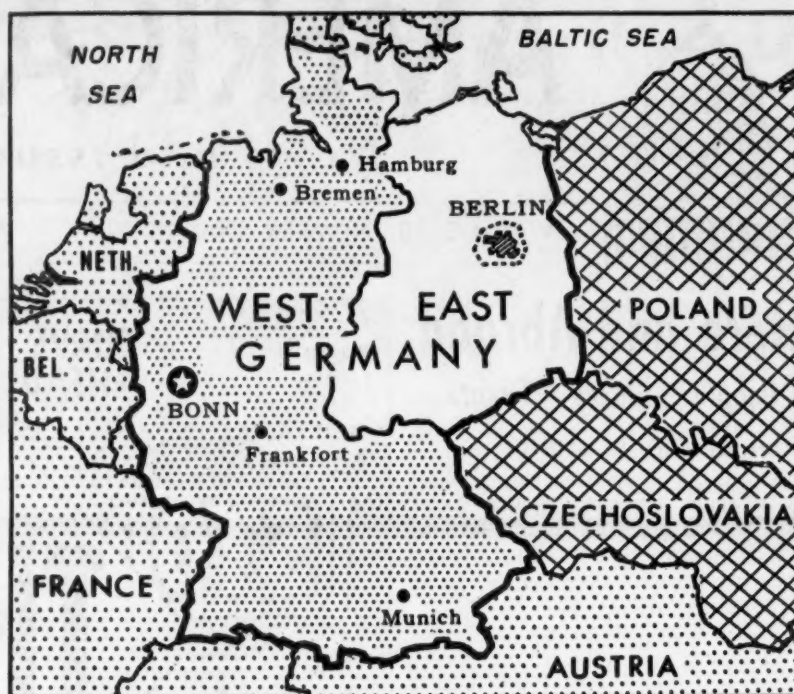 NORTH
SEA
BALTIC SEA
Hamburg
Bremen
BERLIN
NETH.
WEST EAST
GERMANY
POLAND
BEL.
BONN
Frankfort
CZECHOSLOVAKIA
FRANCE
Munich
AUSTRIA